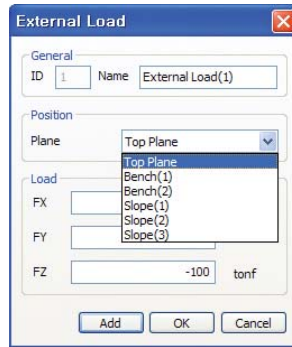 External Load
General
ID 1 Name External Load(1)
Position
Plane Top Plane
Top Plane
Bench(1)
Load Bench(2)
Slope(1)
FX Slope(2)
Slope(3)
FY
FZ -100 tonf
Add OK Cancel